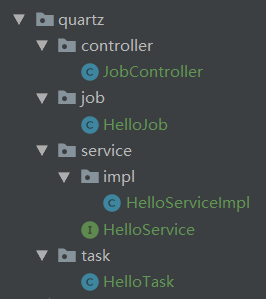 quartz
controller
C JobController
job
C HelloJob
service
impl
C HelloServiceImpl
I HelloService
task
C HelloTask